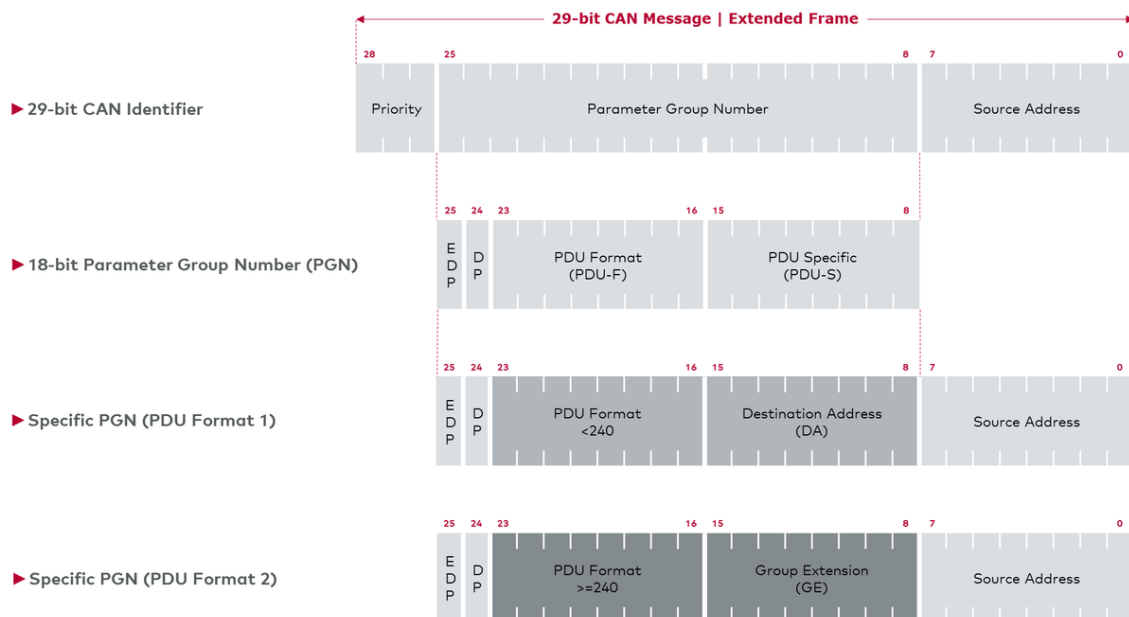 29-bit CAN Message | Extended Frame
28 25 8 7 0
▶ 29-bit CAN Identifier
Priority
Parameter Group Number
Source Address
25 24 23 16 15 8
▶ 18-bit Parameter Group Number (PGN)
E
D
P
D
P
PDU Format
(PDU-F)
PDU Specific
(PDU-S)
25 24 23 16 15 8 7 0
▶ Specific PGN (PDU Format 1)
E
D
P
D
P
PDU Format
<240
Destination Address
(DA)
Source Address
25 24 23 16 15 8 7 0
▶ Specific PGN (PDU Format 2)
E
D
P
D
P
PDU Format
>=240
Group Extension
(GE)
Source Address